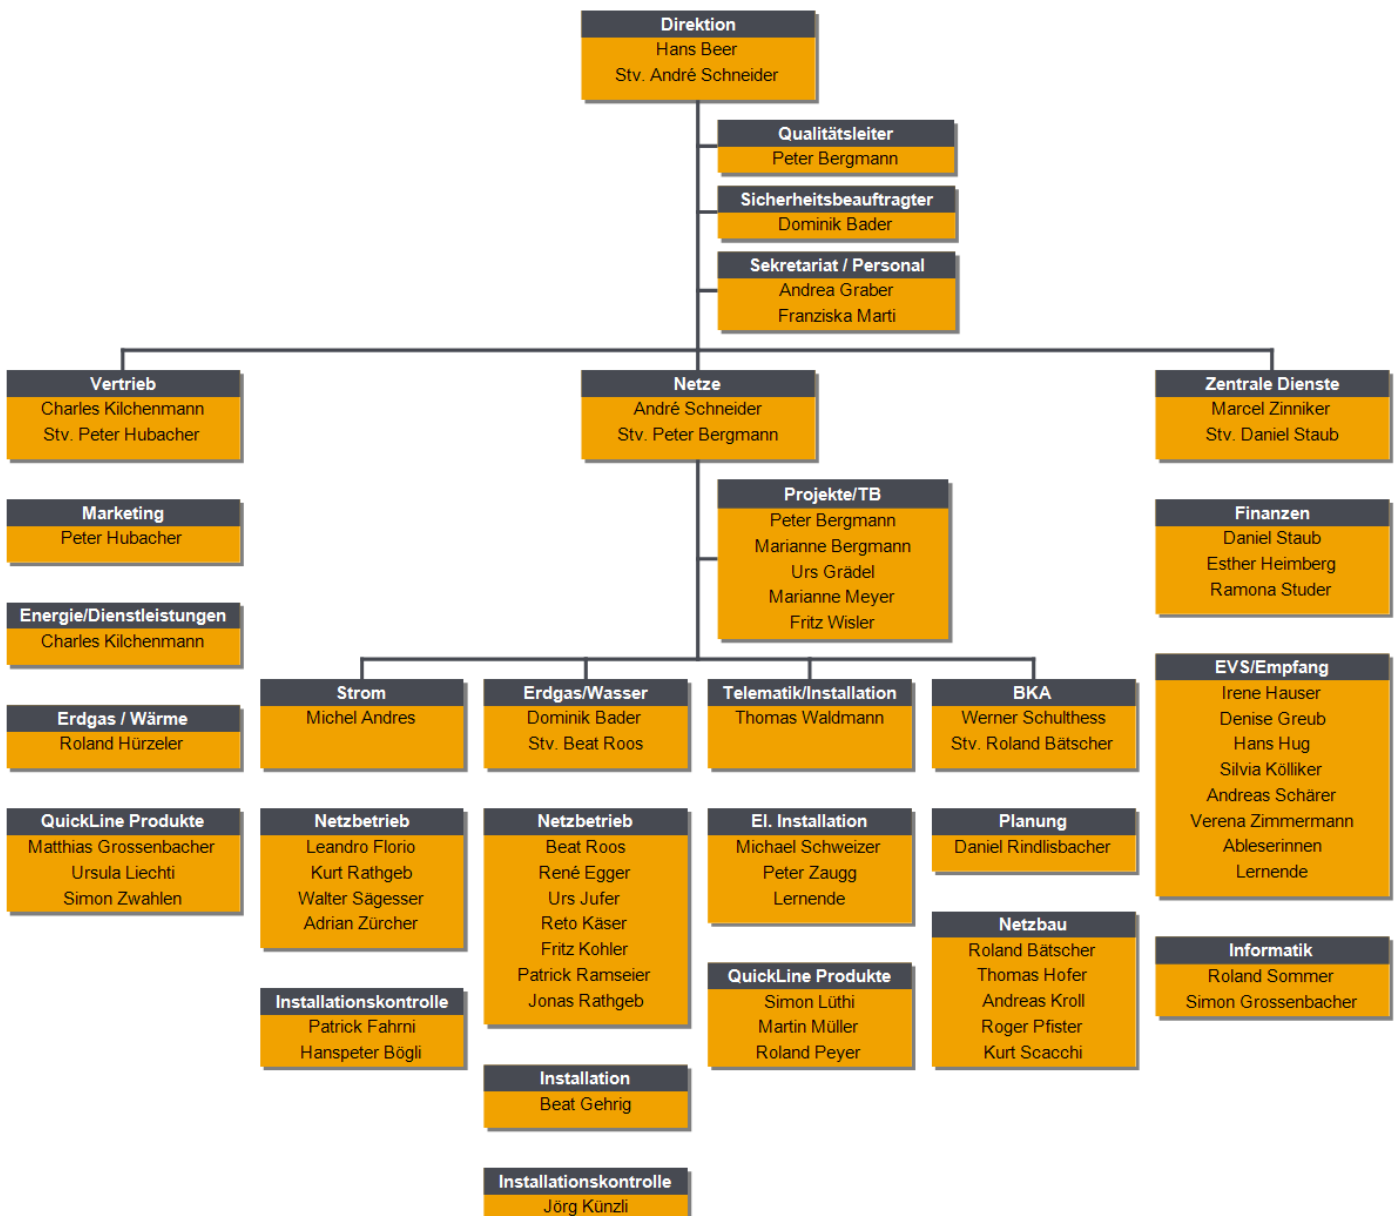 Direktion
Hans Beer
Stv. André Schneider
Qualitätsleiter
Peter Bergmann
Sicherheitsbeauftragter
Dominik Bader
Sekretariat / Personal
Andrea Graber
Franziska Marti
Vertrieb
Charles Kilchenmann
Stv. Peter Hubacher
Marketing
Peter Hubacher
Energie/Dienstleistungen
Charles Kilchenmann
Erdgas / Wärme
Roland Hürzeler
QuickLine Produkte
Matthias Grossenbacher
Ursula Liechti
Simon Zwahlen
Netze
André Schneider
Stv. Peter Bergmann
Projekte/TB
Peter Bergmann
Marianne Bergmann
Urs Grädel
Marianne Meyer
Fritz Wisler
Strom
Michel Andres
Netzbetrieb
Leandro Florio
Kurt Rathgeb
Walter Sägesser
Adrian Zürcher
Installationskontrolle
Patrick Fahrni
Hanspeter Bögli
Erdgas/Wasser
Dominik Bader
Stv. Beat Roos
Netzbetrieb
Beat Roos
René Egger
Urs Jufer
Reto Käser
Fritz Kohler
Patrick Ramseier
Jonas Rathgeb
Installation
Beat Gehrig
Installationskontrolle
Jörg Künzli
Telematik/Installation
Thomas Waldmann
El. Installation
Michael Schweizer
Peter Zaugg
Lernende
QuickLine Produkte
Simon Lüthi
Martin Müller
Roland Peyer
BKA
Werner Schulthess
Stv. Roland Bätscher
Planung
Daniel Rindlisbacher
Netzbau
Roland Bätscher
Thomas Hofer
Andreas Kroll
Roger Pfister
Kurt Scacchi
Zentrale Dienste
Marcel Zinniker
Stv. Daniel Staub
Finanzen
Daniel Staub
Esther Heimberg
Ramona Studer
EVS/Empfang
Irene Hauser
Denise Greub
Hans Hug
Silvia Kölliker
Andreas Schärer
Verena Zimmermann
Ableserinnen
Lernende
Informatik
Roland Sommer
Simon Grossenbacher